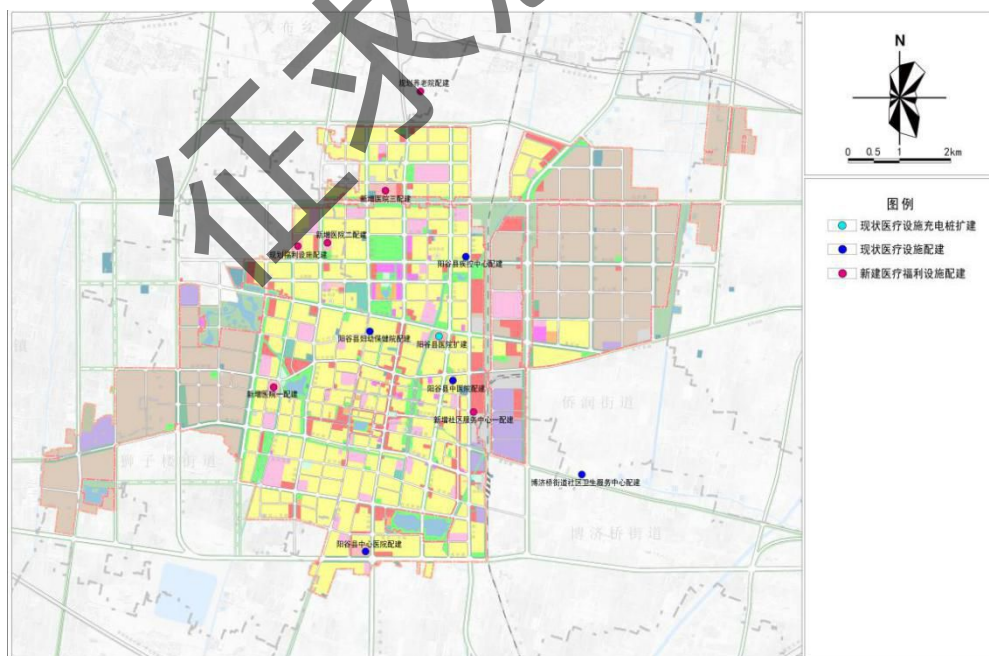 征求意
N
0 0.5 1 2km
图例
现状医疗设施充电桩扩建
现状医疗设施配建
新建医疗福利设施配建
规划养老院配建
新增医院三配建
新增医院二配建
规划福利设施配建
阳谷县疾控中心配建
阳谷县妇幼保健院配建
阳谷县医院扩建
阳谷县中医院配建
新增医院一配建
新增社区服务中心一配建
侨润街道
狮子楼街道
博济桥街道社区卫生服务中心配建
博济桥街道
阳谷县中心医院配建